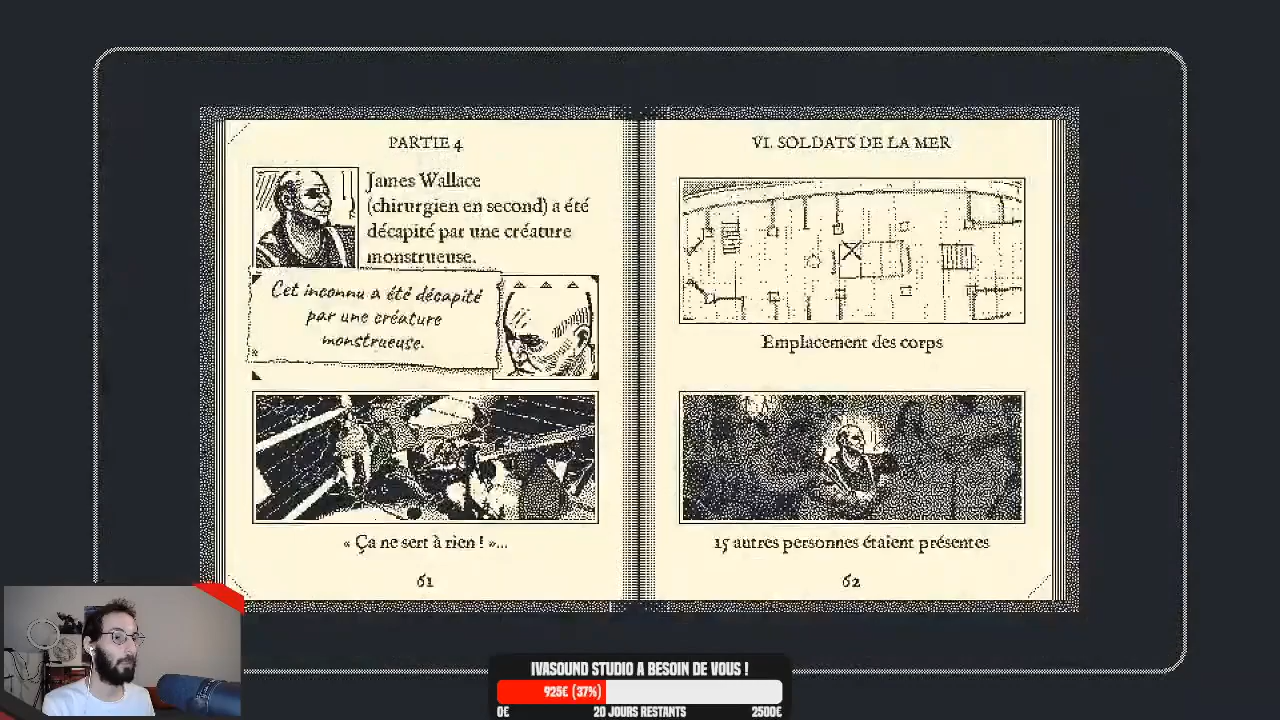 PARTIE 4
James Wallace
(chirurgien en second) a été
décapité par une créature
monstrueuse.
Cet inconnu a été décapité
par une créature
monstrueuse.
« Ça ne sert à rien ! »...
61
VI. SOLDATS DE LA MER
Emplacement des corps
15 autres personnes étaient présentes
62
IVASOUND STUDIO A BESOIN DE VOUS !
925€ (37%)
0€ 20 JOURS RESTANTS 2500€